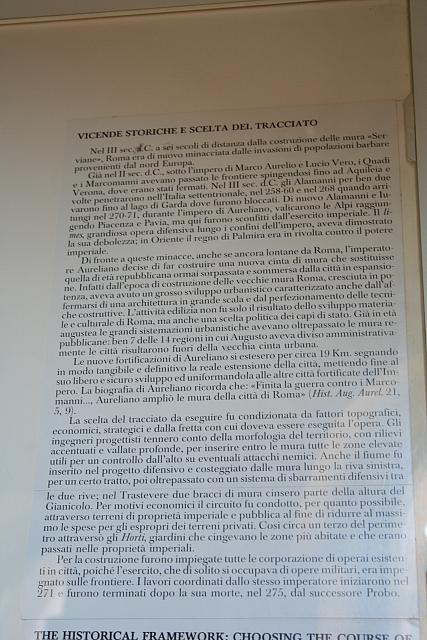 VICENDE STORICHE E SCELTA DEL TRACCIATO
Nel III sec. d.C. a sei secoli di distanza dalla costruzione delle mura «Ser-
viane», Roma era di nuovo minacciata dalle invasioni di popolazioni barbare
provenienti dal nord Europa.
Già nel II sec. d.C., sotto l'impero di Marco Aurelio e Lucio Vero, i Quadi
e i Marcomanni avevano passato le frontiere spingendosi fino ad Aquileia e
Verona, dove erano stati fermati. Nel III sec. d.C. gli Alamanni per ben due
volte penetrarono nell'Italia settentrionale, nel 258-60 e nel 268 quando arri-
varono fino al lago di Garda dove furono bloccati. Di nuovo Alamanni e Iu-
tungi nel 270-71, durante l'impero di Aureliano, valicarono le Alpi raggiun-
gendo Piacenza e Pavia, ma qui furono sconfitti dall'esercito imperiale. Il li-
mes, grandiosa opera difensiva lungo i confini dell'impero, aveva dimostrato
la sua debolezza; in Oriente il regno di Palmira era in rivolta contro il potere
imperiale.
Di fronte a queste minacce, anche se ancora lontane da Roma, l'imperato-
re Aureliano decise di far costruire una nuova cinta di mura che sostituisse
quella di età repubblicana ormai sorpassata e sommersa dalla città in espansio-
ne. Infatti dall'epoca di costruzione delle vecchie mura Roma, cresciuta in po-
tenza, aveva avuto un grosso sviluppo urbanistico caratterizzato anche dall'af-
fermarsi di una architettura in grande scala e dal perfezionamento delle tecni-
che costruttive. L'attività edilizia non fu solo il risultato dello sviluppo materia-
le e culturale di Roma, ma anche una scelta politica dei capi di stato. Già in età
augustea le grandi sistemazioni urbanistiche avevano oltrepassato le mura re-
pubblicane: ben 7 delle 14 regioni in cui Augusto aveva diviso amministrativa-
mente le città risultarono fuori della vecchia cinta urbana.
Le nuove fortificazioni di Aureliano si estesero per circa 19 Km. seguendo
in modo tangibile e definitivo la reale estensione della città, mettendo fine al
suo libero e sicuro sviluppo ed uniformandola alle altre città fortificate dell'Im-
pero. La biografia di Aureliano ricorda che: «Finita la guerra contro i Marco-
manni..., Aureliano ampliò le mura della città di Roma» (Hist. Aug. Aurel. 21,
5, 9).
La scelta del tracciato da eseguire fu condizionata da fattori topografici,
economici, strategici e dalla fretta con cui doveva essere eseguita l'opera. Gli
ingegneri progettisti tennero conto della morfologia del territorio, con rilievi
accentuati e vallate profonde, per inserire entro le mura tutte le zone elevate
utili per un controllo dall'alto su eventuali attacchi nemici. Anche il fiume fu
inserito nel progetto difensivo e costeggiato dalle mura lungo la riva sinistra,
per un certo tratto, poi oltrepassato con un sistema di sbarramenti difensivi tra
le due rive; nel Trastevere due bracci di mura cinsero parte della altura del
Gianicolo. Per motivi economici il circuito fu condotto, per quanto possibile,
attraverso terreni di proprietà imperiale e pubblica al fine di ridurre al massi-
mo le spese per gli espropri dei terreni privati. Così circa un terzo del perime-
tro attraversò gli Horti, giardini che cingevano le zone più abitate e che erano
passati nelle proprietà imperiali.
Per la costruzione furono impiegate tutte le corporazione di operai esisten-
ti in città, poiché l'esercito, che di solito si occupava di opere militari, era impe-
gnato sulle frontiere. I lavori coordinati dallo stesso imperatore iniziarono nel
271 e furono terminati dopo la sua morte, nel 275, dal successore Probo.
THE HISTORICAL FRAMEWORK: CHOOSING THE COURSE OF